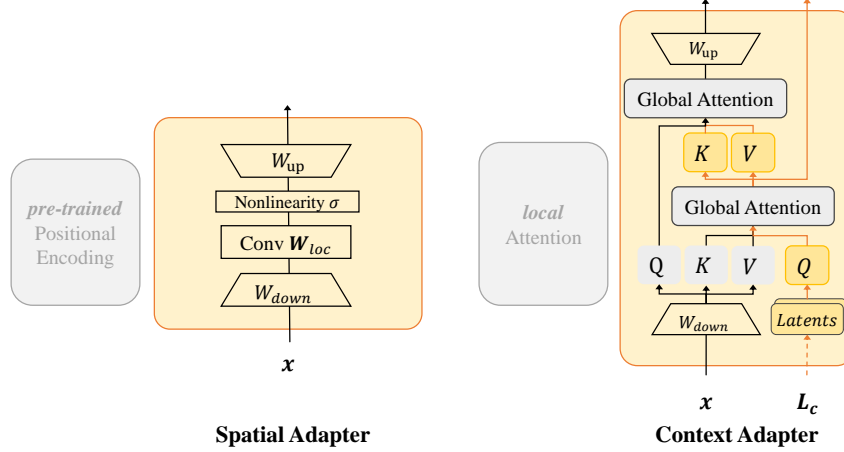 pre-trained
Positional
Encoding
W_up
Nonlinearity σ
Conv W_loc
W_down
x
Spatial Adapter
local
Attention
W_up
Global Attention
K V
Global Attention
Q K V Q
W_down Latents
x L_c
Context Adapter